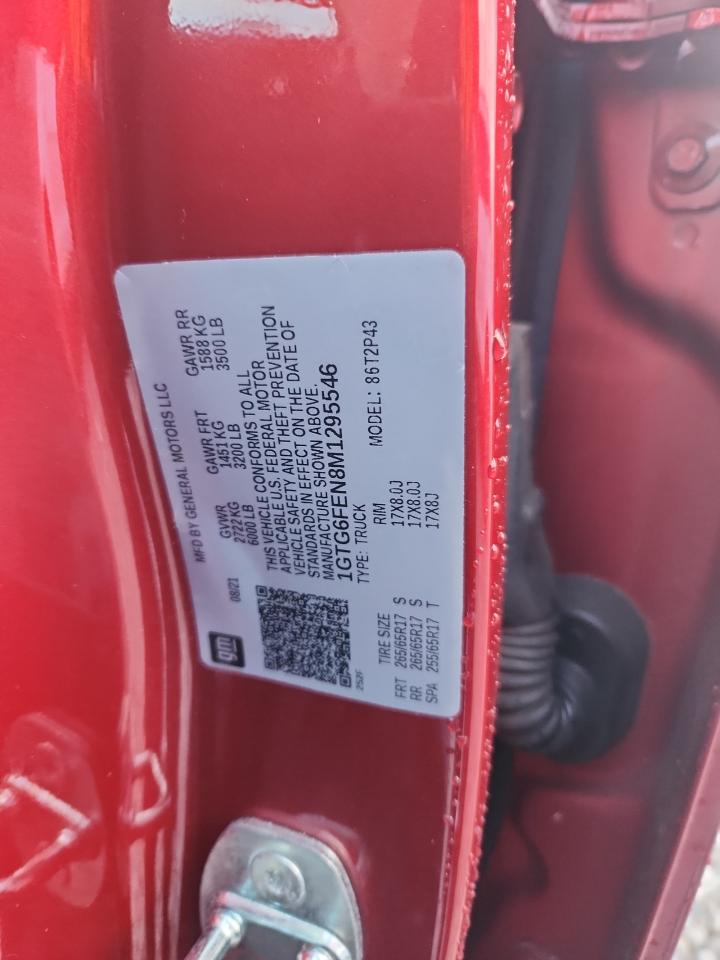 gm
MFD BY GENERAL MOTORS LLC
08/21
GVWR GAWR FRT GAWR RR
2722 KG 1451 KG 1588 KG
6000 LB 3200 LB 3500 LB
THIS VEHICLE CONFORMS TO ALL
APPLICABLE U.S. FEDERAL MOTOR
VEHICLE SAFETY AND THEFT PREVENTION
STANDARDS IN EFFECT ON THE DATE OF
MANUFACTURE SHOWN ABOVE.
1GTG6FEN8M1295546
TYPE: TRUCK MODEL: 86T2P43
TIRE SIZE RIM
FRT 265/65R17 S 17X8.0J
RR 265/65R17 S 17X8.0J
SPA 255/65R17 T 17X8J